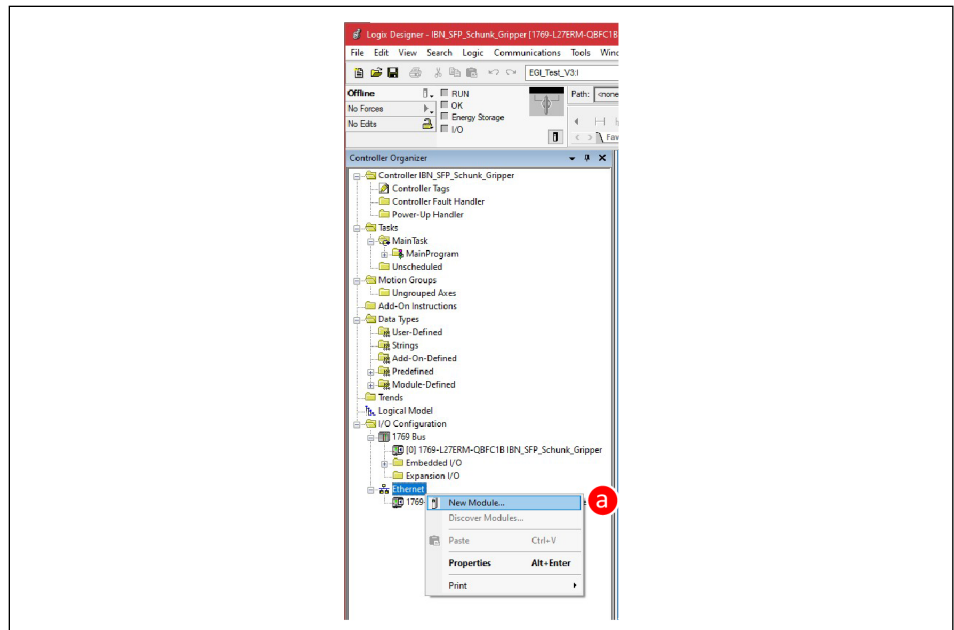 Logix Designer - IBN_SFP_Schunk_Gripper [1769-L27ERM-QBFC1B
File Edit View Search Logic Communications Tools
EGI_Test_V3:I
Offline
RUN
Path:
No Forces
OK
Energy Storage
No Edits
I/O
Controller Organizer
Controller IBN_SFP_Schunk_Gripper
Controller Tags
Controller Fault Handler
Power-Up Handler
Tasks
MainTask
MainProgram
Unscheduled
Motion Groups
Ungrouped Axes
Add-On Instructions
Data Types
User-Defined
Strings
Add-On-Defined
Predefined
Module-Defined
Trends
Logical Model
I/O Configuration
1769 Bus
[0] 1769-L27ERM-QBFC1B IBN_SFP_Schunk_Gripper
Embedded I/O
Expansion I/O
Ethernet
1769-
New Module...
a
Discover Modules...
Paste Ctrl+V
Properties Alt+Enter
Print